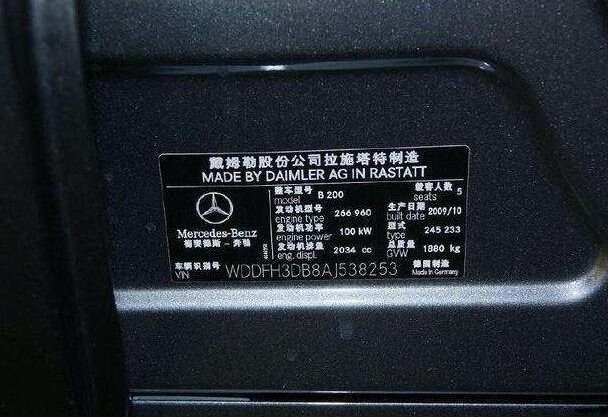 戴姆勒股份公司拉施塔特制造
MADE BY DAIMLER AG IN RASTATT
整车型号 model B 200 载客人数 seats 5
发动机型号 engine type 266 960 生产日期 built date 2009/10
发动机功率 engine power 100 kW 型式 type 245 233
发动机排量 eng. displ. 2034 cc 总质量 GVW 1880 kg
Mercedes-Benz
梅赛德斯-奔驰
德国制造
Made in Germany
车辆识别号 VIN WDDFH3DB8AJ538253